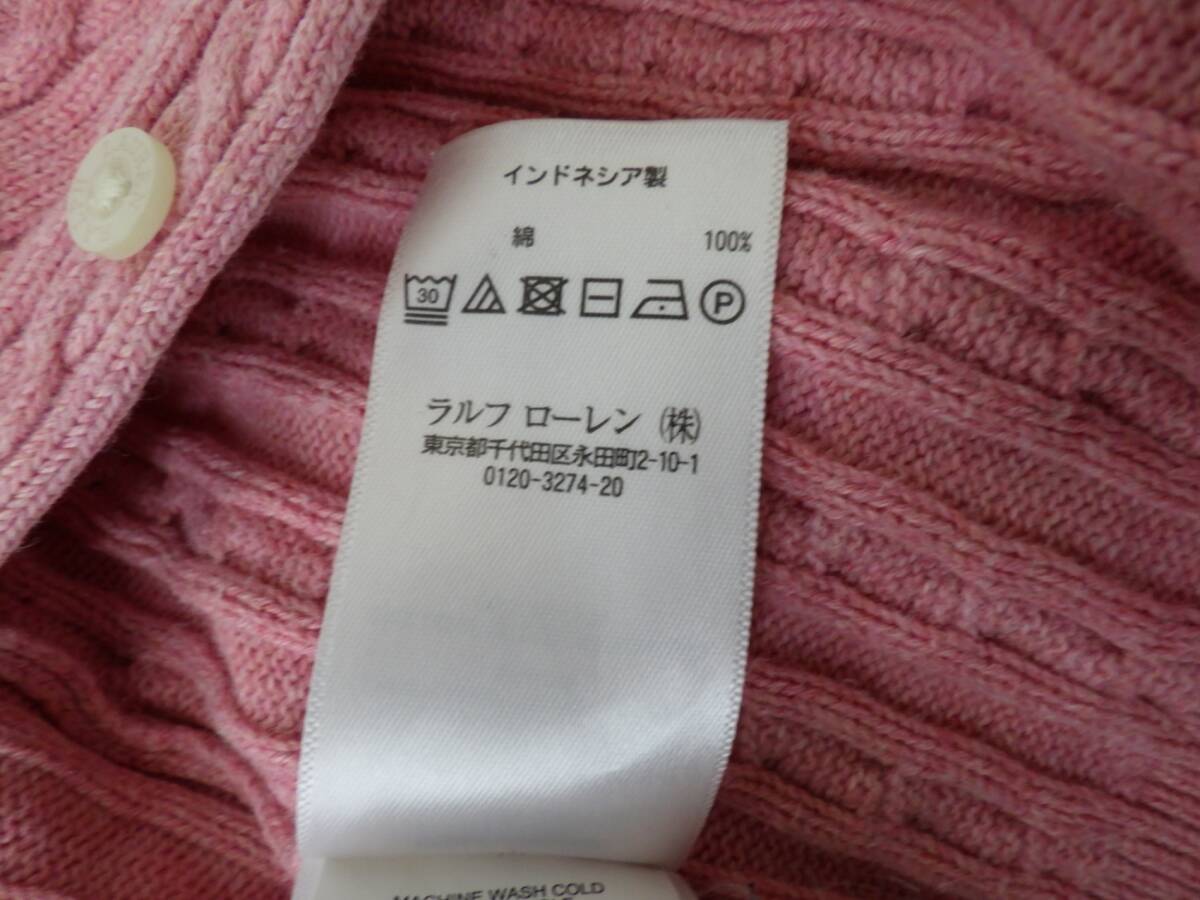 インドネシア製
綿 100%
30 P
ラルフ ローレン (株)
東京都千代田区永田町2-10-1
0120-3274-20
MACHINE WASH COLD